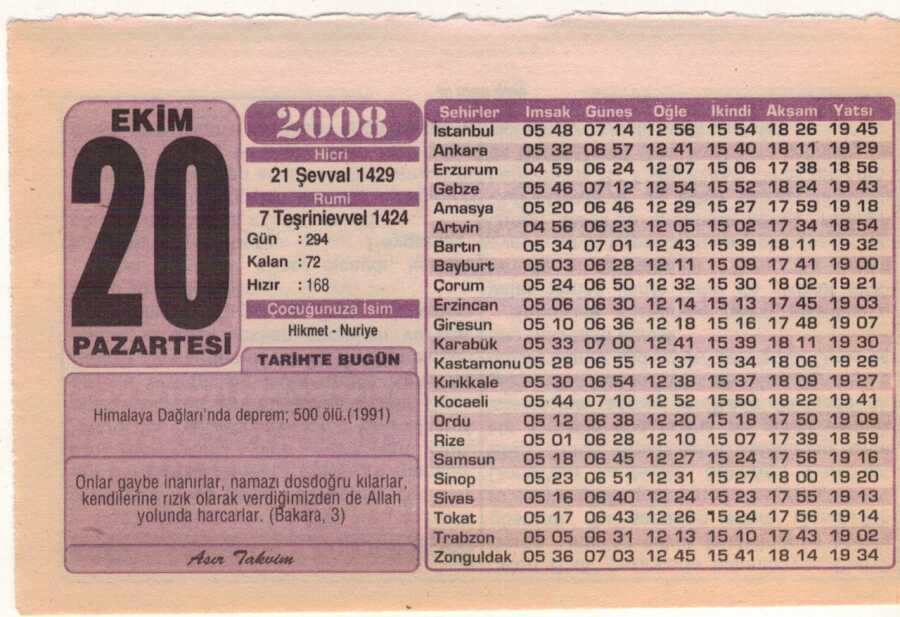 EKİM
20
PAZARTESİ
2008
Hicri
21 Şevval 1429
Rumi
7 Teşrinievvel 1424
Gün : 294
Kalan : 72
Hızır : 168
Çocuğunuza İsim
Hikmet - Nuriye
TARİHTE BUGÜN
Himalaya Dağları'nda deprem; 500 ölü.(1991)
Onlar gaybe inanırlar, namazı dosdoğru kılarlar,
kendilerine rızık olarak verdiğimizden de Allah
yolunda harcarlar. (Bakara, 3)
Asır Takvim
Şehirler İmsak Güneş Öğle İkindi Akşam Yatsı
İstanbul 05 48 07 14 12 56 15 54 18 26 19 45
Ankara 05 32 06 57 12 41 15 40 18 11 19 29
Erzurum 04 59 06 24 12 07 15 06 17 38 18 56
Gebze 05 46 07 12 12 54 15 52 18 24 19 43
Amasya 05 20 06 46 12 29 15 27 17 59 19 18
Artvin 04 56 06 23 12 05 15 02 17 34 18 54
Bartın 05 34 07 01 12 43 15 39 18 11 19 32
Bayburt 05 03 06 28 12 11 15 09 17 41 19 00
Çorum 05 24 06 50 12 32 15 30 18 02 19 21
Erzincan 05 06 06 30 12 14 15 13 17 45 19 03
Giresun 05 10 06 36 12 18 15 16 17 48 19 07
Karabük 05 33 07 00 12 41 15 39 18 11 19 30
Kastamonu 05 28 06 55 12 37 15 34 18 06 19 26
Kırıkkale 05 30 06 54 12 38 15 37 18 09 19 27
Kocaeli 05 44 07 10 12 52 15 50 18 22 19 41
Ordu 05 12 06 38 12 20 15 18 17 50 19 09
Rize 05 01 06 28 12 10 15 07 17 39 18 59
Samsun 05 18 06 45 12 27 15 24 17 56 19 16
Sinop 05 23 06 51 12 31 15 27 18 00 19 20
Sivas 05 16 06 40 12 24 15 23 17 55 19 13
Tokat 05 17 06 43 12 26 15 24 17 56 19 14
Trabzon 05 05 06 31 12 13 15 10 17 43 19 02
Zonguldak 05 36 07 03 12 45 15 41 18 14 19 34